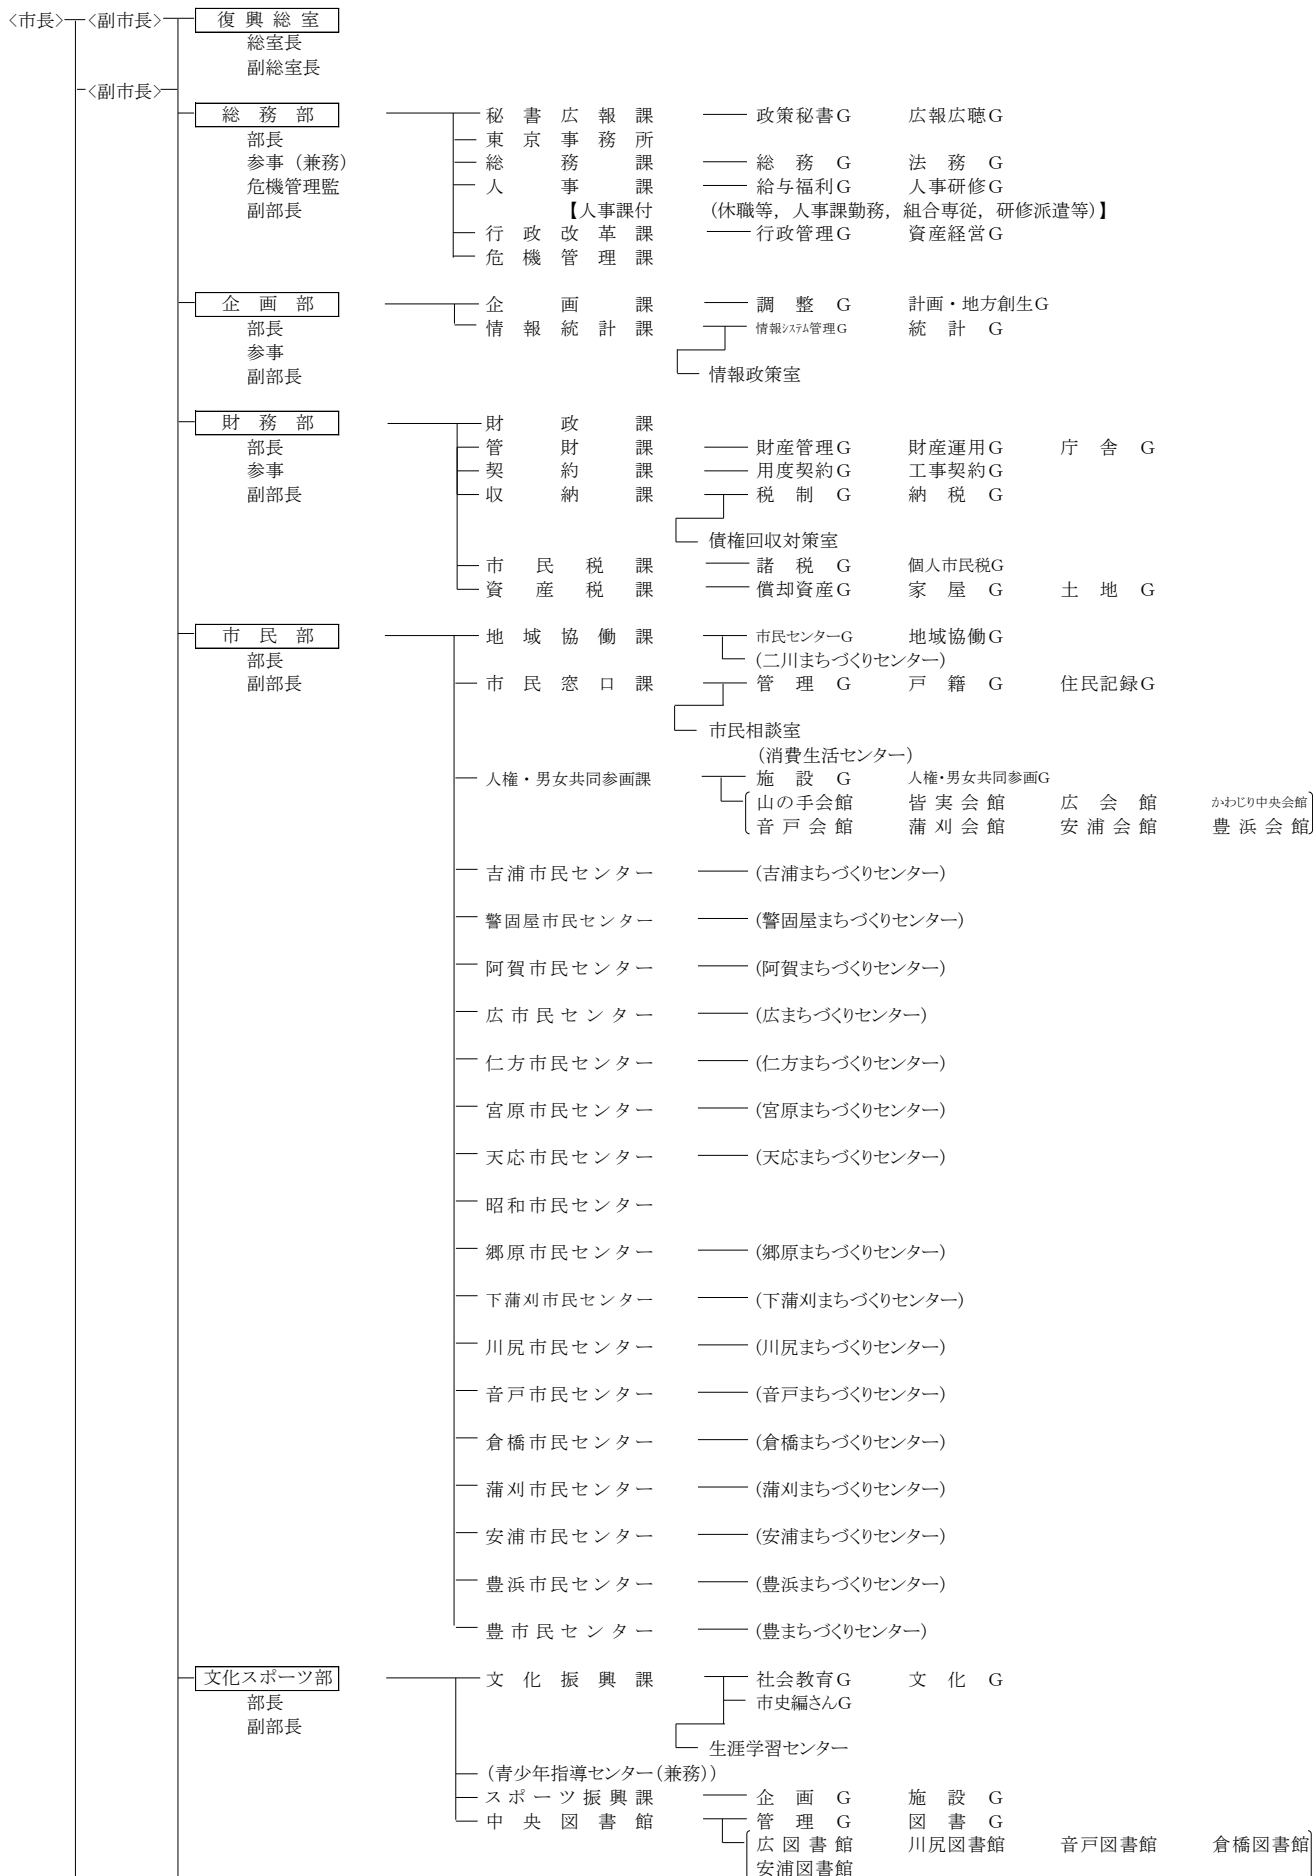 <市長> <副市長> 復興総室
総室長
副総室長
<副市長>
総務部 秘書広報課 政策秘書G 広報広聴G
部長 東京事務所
参事（兼務） 総務課 総務G 法務G
危機管理監 人事課 給与福利G 人事研修G
副部長 【人事課付 （休職等，人事課勤務，組合専従，研修派遣等）】
行政改革課 行政管理G 資産経営G
危機管理課
企画部 企画課 調整G 計画・地方創生G
部長 情報統計課 情報ｼｽﾃﾑ管理G 統計G
参事
副部長 情報政策室
財務部 財政課
部長 管財課 財産管理G 財産運用G 庁舎G
参事 契約課 用度契約G 工事契約G
副部長 収納課 税制G 納税G
債権回収対策室
市民税課 諸税G 個人市民税G
資産税課 償却資産G 家屋G 土地G
市民部 地域協働課 市民センターG 地域協働G
部長 (二川まちづくりセンター)
副部長 市民窓口課 管理G 戸籍G 住民記録G
市民相談室
(消費生活センター)
人権・男女共同参画課 施設G 人権・男女共同参画G
山の手会館 皆実会館 広会館 かわじり中央会館
音戸会館 蒲刈会館 安浦会館 豊浜会館
吉浦市民センター (吉浦まちづくりセンター)
警固屋市民センター (警固屋まちづくりセンター)
阿賀市民センター (阿賀まちづくりセンター)
広市民センター (広まちづくりセンター)
仁方市民センター (仁方まちづくりセンター)
宮原市民センター (宮原まちづくりセンター)
天応市民センター (天応まちづくりセンター)
昭和市民センター
郷原市民センター (郷原まちづくりセンター)
下蒲刈市民センター (下蒲刈まちづくりセンター)
川尻市民センター (川尻まちづくりセンター)
音戸市民センター (音戸まちづくりセンター)
倉橋市民センター (倉橋まちづくりセンター)
蒲刈市民センター (蒲刈まちづくりセンター)
安浦市民センター (安浦まちづくりセンター)
豊浜市民センター (豊浜まちづくりセンター)
豊市民センター (豊まちづくりセンター)
文化スポーツ部 文化振興課 社会教育G 文化G
部長 市史編さんG
副部長
生涯学習センター
(青少年指導センター(兼務))
スポーツ振興課 企画G 施設G
中央図書館 管理G 図書G
広図書館 川尻図書館 音戸図書館 倉橋図書館
安浦図書館